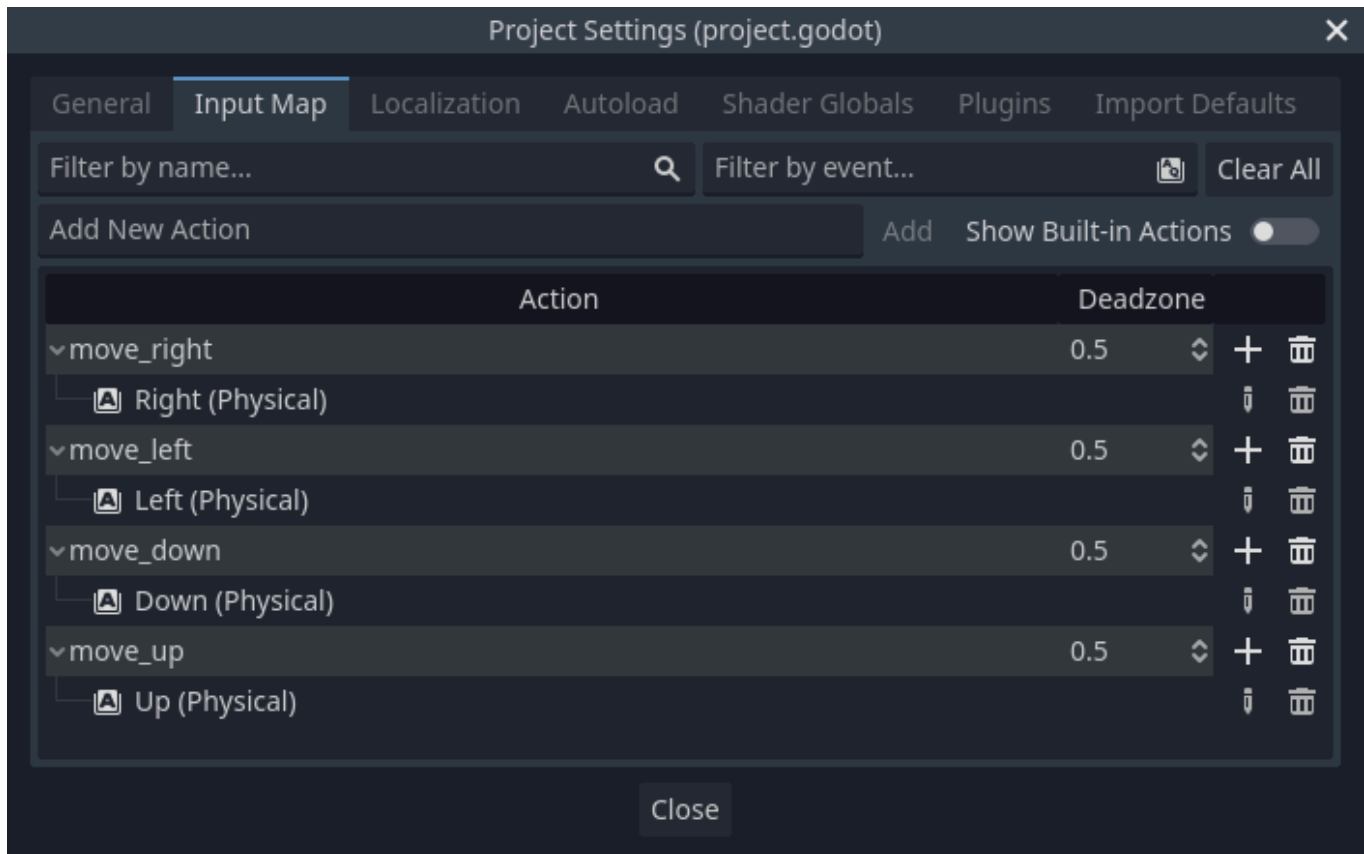 Project Settings (project.godot)
General Input Map Localization Autoload Shader Globals Plugins Import Defaults
Filter by name... Filter by event... Clear All
Add New Action Add Show Built-in Actions
Action Deadzone
move_right 0.5
Right (Physical)
move_left 0.5
Left (Physical)
move_down 0.5
Down (Physical)
move_up 0.5
Up (Physical)
Close